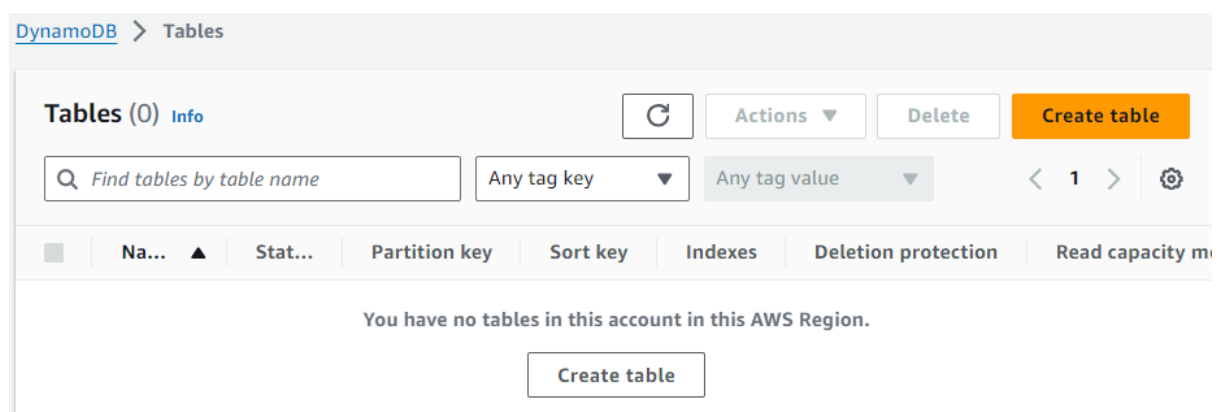 DynamoDB > Tables
Tables (0) Info Actions Delete Create table
Find tables by table name Any tag key Any tag value < 1 >
Na... Stat... Partition key Sort key Indexes Deletion protection Read capacity m
You have no tables in this account in this AWS Region.
Create table